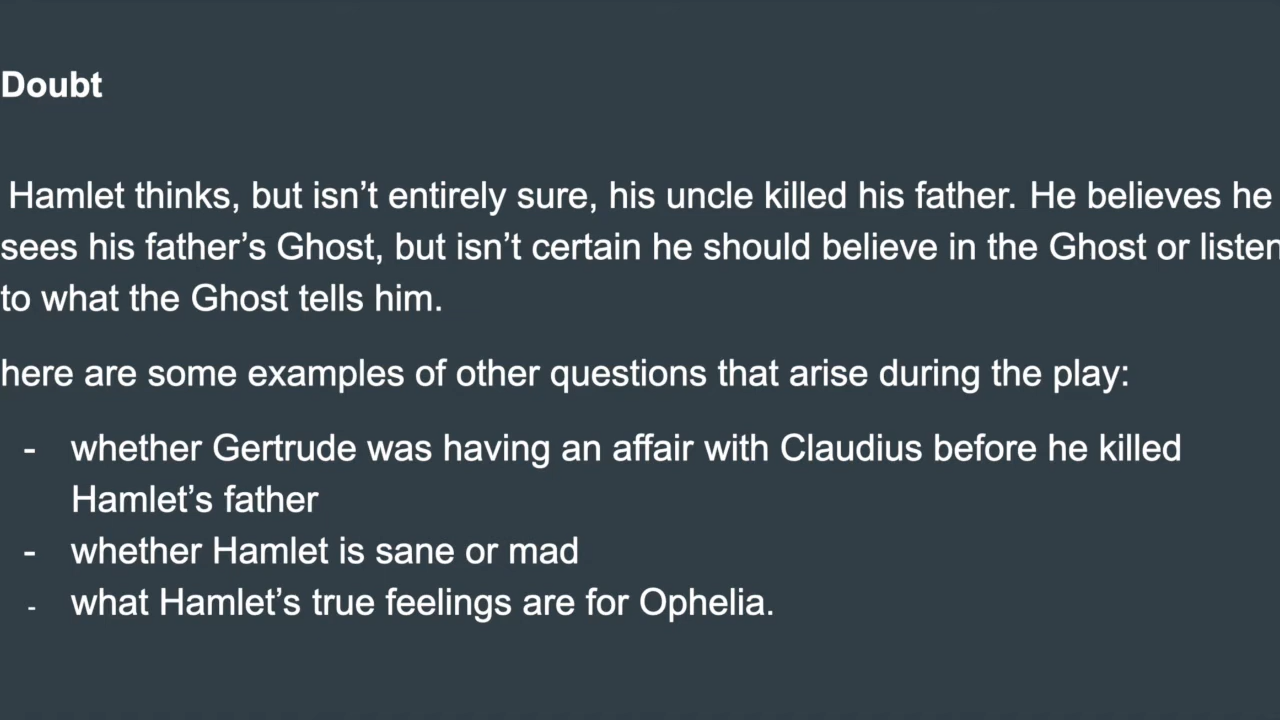 Doubt
Hamlet thinks, but isn’t entirely sure, his uncle killed his father. He believes he
sees his father’s Ghost, but isn’t certain he should believe in the Ghost or listen
to what the Ghost tells him.
here are some examples of other questions that arise during the play:
- whether Gertrude was having an affair with Claudius before he killed
Hamlet’s father
- whether Hamlet is sane or mad
- what Hamlet’s true feelings are for Ophelia.